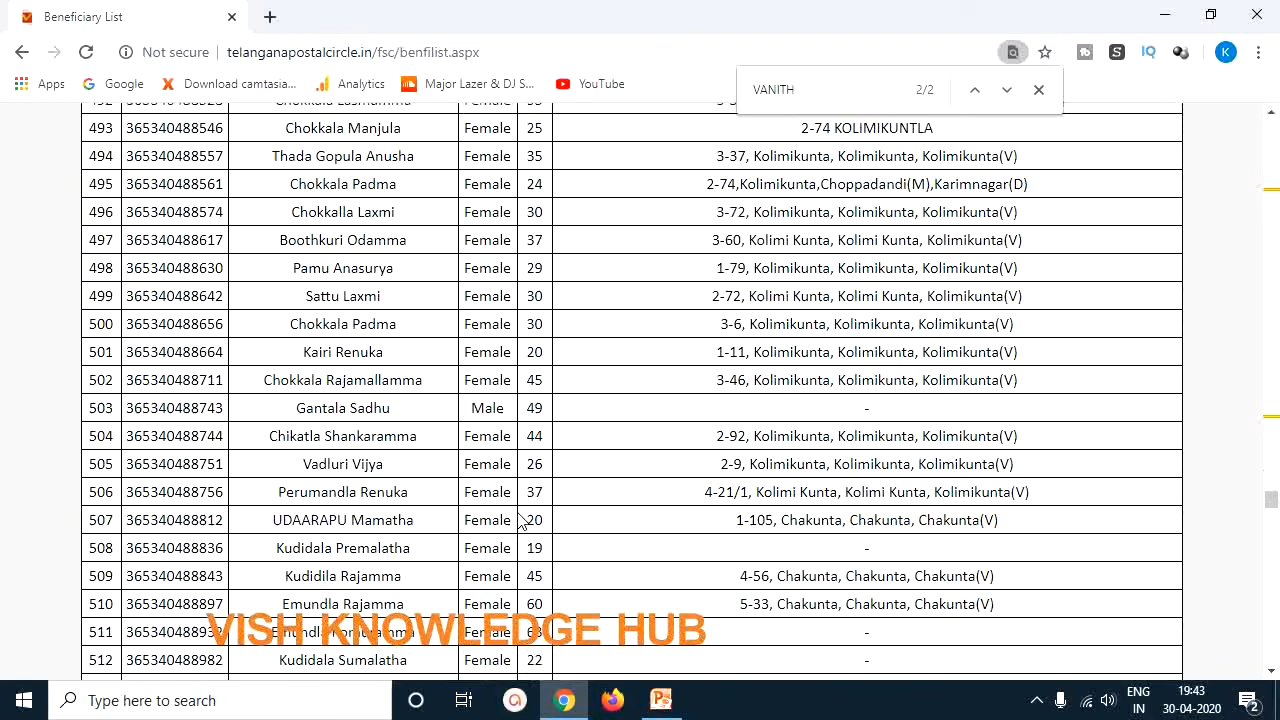 Beneficiary List
Not secure | telanganapostalcircle.in/fsc/benfilist.aspx
K
Apps Google Download camtasia... Analytics Major Lazer & DJ S... YouTube
VANITH 2/2
493 365340488546 Chokkala Manjula Female 25 2-74 KOLIMIKUNTLA
494 365340488557 Thada Gopula Anusha Female 35 3-37, Kolimikunta, Kolimikunta, Kolimikunta(V)
495 365340488561 Chokkala Padma Female 24 2-74,Kolimikunta,Choppadandi(M),Karimnagar(D)
496 365340488574 Chokkalla Laxmi Female 30 3-72, Kolimikunta, Kolimikunta, Kolimikunta(V)
497 365340488617 Boothkuri Odamma Female 37 3-60, Kolimi Kunta, Kolimi Kunta, Kolimikunta(V)
498 365340488630 Pamu Anasurya Female 29 1-79, Kolimikunta, Kolimikunta, Kolimikunta(V)
499 365340488642 Sattu Laxmi Female 30 2-72, Kolimi Kunta, Kolimi Kunta, Kolimikunta(V)
500 365340488656 Chokkala Padma Female 30 3-6, Kolimikunta, Kolimikunta, Kolimikunta(V)
501 365340488664 Kairi Renuka Female 20 1-11, Kolimikunta, Kolimikunta, Kolimikunta(V)
502 365340488711 Chokkala Rajamallamma Female 45 3-46, Kolimikunta, Kolimikunta, Kolimikunta(V)
503 365340488743 Gantala Sadhu Male 49 -
504 365340488744 Chikatla Shankaramma Female 44 2-92, Kolimikunta, Kolimikunta, Kolimikunta(V)
505 365340488751 Vadluri Vijya Female 26 2-9, Kolimikunta, Kolimikunta, Kolimikunta(V)
506 365340488756 Perumandla Renuka Female 37 4-21/1, Kolimi Kunta, Kolimi Kunta, Kolimikunta(V)
507 365340488812 UDAARAPU Mamatha Female 20 1-105, Chakunta, Chakunta, Chakunta(V)
508 365340488836 Kudidala Premalatha Female 19 -
509 365340488843 Kudidila Rajamma Female 45 4-56, Chakunta, Chakunta, Chakunta(V)
510 365340488897 Emundla Rajamma Female 60 5-33, Chakunta, Chakunta, Chakunta(V)
511 Female -
VISH KNOWLEDGE HUB
512 365340488982 Kudidala Sumalatha Female 22 -
Type here to search
ENG 19:43
IN 30-04-2020 2